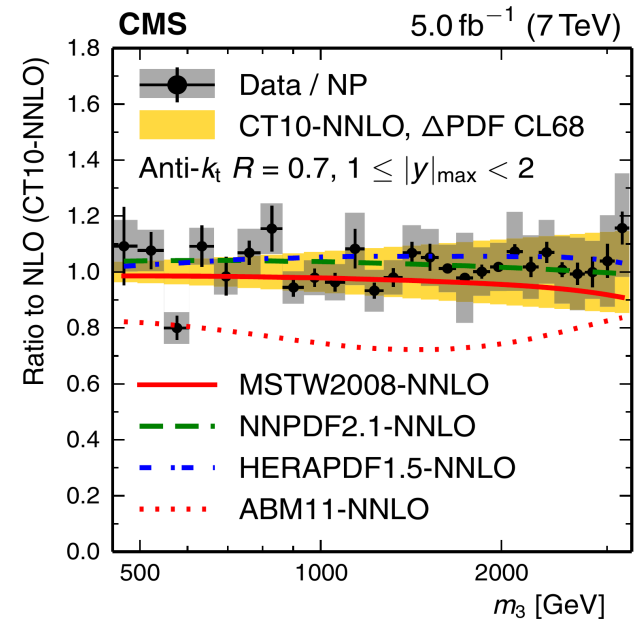 CMS 5.0 fb⁻¹ (7 TeV)
Ratio to NLO (CT10-NNLO)
1.8
1.6
1.4
1.2
1.0
0.8
0.6
0.4
0.2
0.0
Data / NP
CT10-NNLO, ΔPDF CL68
Anti-kₜ R = 0.7, 1 ≤ |y|max < 2
MSTW2008-NNLO
NNPDF2.1-NNLO
HERAPDF1.5-NNLO
ABM11-NNLO
500 1000 2000
m₃ [GeV]